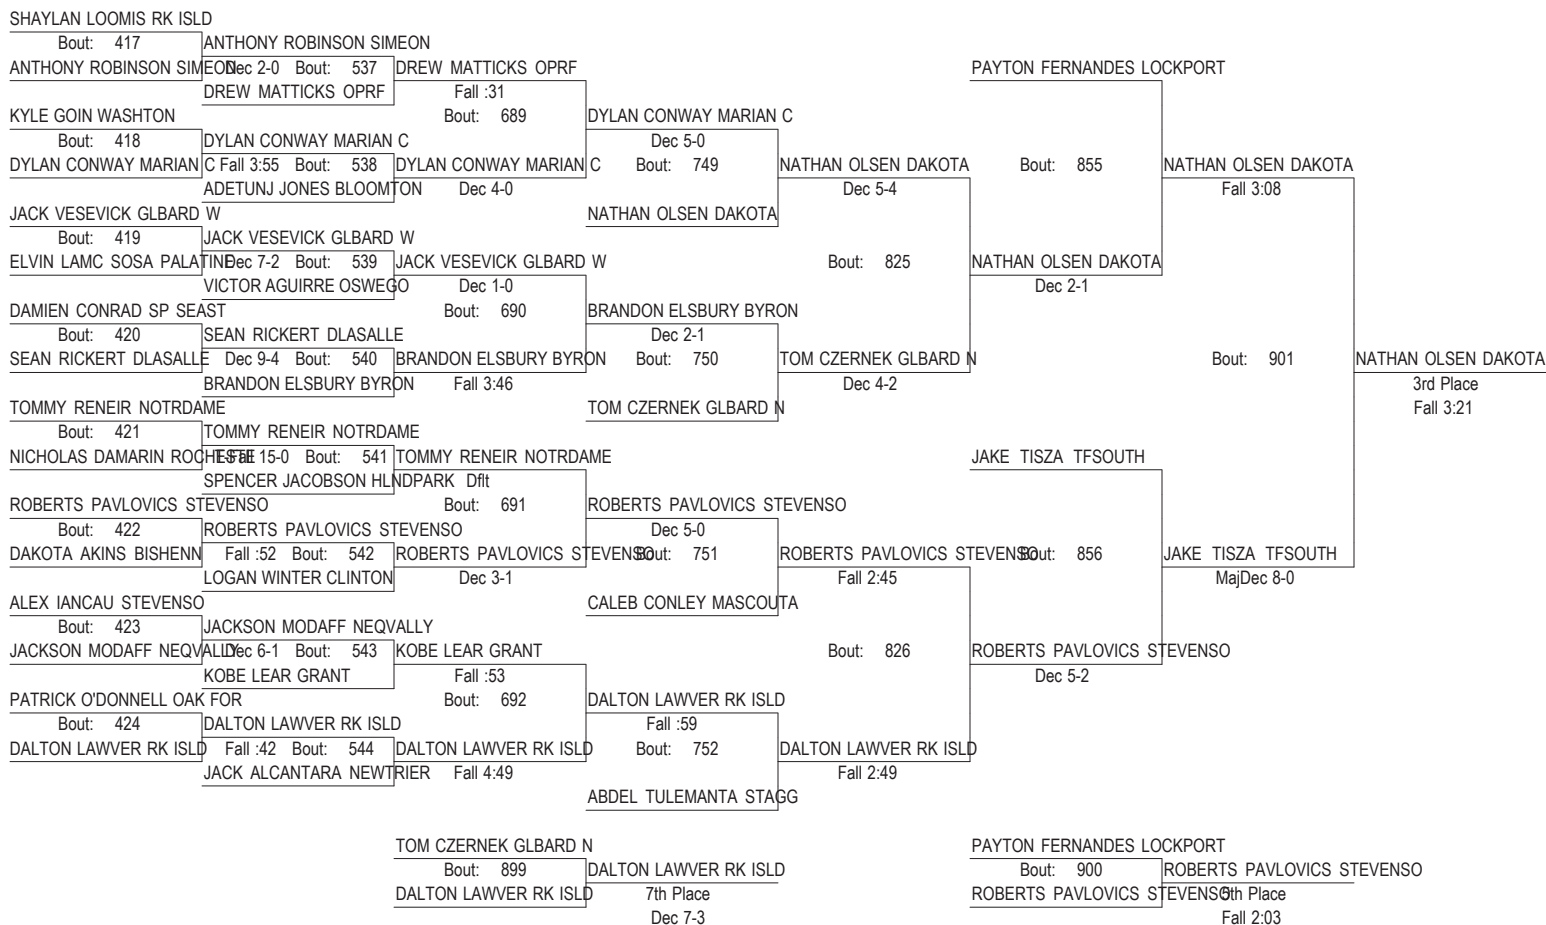 SHAYLAN LOOMIS RK ISLD
Bout: 417 ANTHONY ROBINSON SIMEON
ANTHONY ROBINSON SIMEON Dec 2-0 Bout: 537 DREW MATTICKS OPRF PAYTON FERNANDES LOCKPORT
DREW MATTICKS OPRF Fall :31
KYLE GOIN WASHTON Bout: 689 DYLAN CONWAY MARIAN C
Bout: 418 DYLAN CONWAY MARIAN C Dec 5-0
DYLAN CONWAY MARIAN C Fall 3:55 Bout: 538 DYLAN CONWAY MARIAN C Bout: 749 NATHAN OLSEN DAKOTA Bout: 855 NATHAN OLSEN DAKOTA
ADETUNJ JONES BLOOMTON Dec 4-0 Dec 5-4 Fall 3:08
JACK VESEVICK GLBARD W NATHAN OLSEN DAKOTA
Bout: 419 JACK VESEVICK GLBARD W
ELVIN LAMC SOSA PALATINE Dec 7-2 Bout: 539 JACK VESEVICK GLBARD W Bout: 825 NATHAN OLSEN DAKOTA
VICTOR AGUIRRE OSWEGO Dec 1-0 Dec 2-1
DAMIEN CONRAD SP SEAST Bout: 690 BRANDON ELSBURY BYRON
Bout: 420 SEAN RICKERT DLASALLE Dec 2-1
SEAN RICKERT DLASALLE Dec 9-4 Bout: 540 BRANDON ELSBURY BYRON Bout: 750 TOM CZERNEK GLBARD N Bout: 901 NATHAN OLSEN DAKOTA
BRANDON ELSBURY BYRON Fall 3:46 Dec 4-2 3rd Place
TOMMY RENEIR NOTRDAME TOM CZERNEK GLBARD N Fall 3:21
Bout: 421 TOMMY RENEIR NOTRDAME
NICHOLAS DAMARIN ROCHESTE T-Fall 15-0 Bout: 541 TOMMY RENEIR NOTRDAME JAKE TISZA TFSOUTH
SPENCER JACOBSON HLNDPARK Dflt
ROBERTS PAVLOVICS STEVENSO Bout: 691 ROBERTS PAVLOVICS STEVENSO
Bout: 422 ROBERTS PAVLOVICS STEVENSO Dec 5-0
DAKOTA AKINS BISHENN Fall :52 Bout: 542 ROBERTS PAVLOVICS STEVENSO Bout: 751 ROBERTS PAVLOVICS STEVENSO Bout: 856 JAKE TISZA TFSOUTH
LOGAN WINTER CLINTON Dec 3-1 Fall 2:45 MajDec 8-0
ALEX IANCAU STEVENSO CALEB CONLEY MASCOUTA
Bout: 423 JACKSON MODAFF NEQVALLY
JACKSON MODAFF NEQVALLY Dec 6-1 Bout: 543 KOBE LEAR GRANT Bout: 826 ROBERTS PAVLOVICS STEVENSO
KOBE LEAR GRANT Fall :53 Dec 5-2
PATRICK O'DONNELL OAK FOR Bout: 692 DALTON LAWVER RK ISLD
Bout: 424 DALTON LAWVER RK ISLD Fall :59
DALTON LAWVER RK ISLD Fall :42 Bout: 544 DALTON LAWVER RK ISLD Bout: 752 DALTON LAWVER RK ISLD
JACK ALCANTARA NEWTRIER Fall 4:49 Fall 2:49
ABDEL TULEMANTA STAGG
TOM CZERNEK GLBARD N PAYTON FERNANDES LOCKPORT
Bout: 899 DALTON LAWVER RK ISLD Bout: 900 ROBERTS PAVLOVICS STEVENSO
DALTON LAWVER RK ISLD 7th Place ROBERTS PAVLOVICS STEVENSO 5th Place
Dec 7-3 Fall 2:03